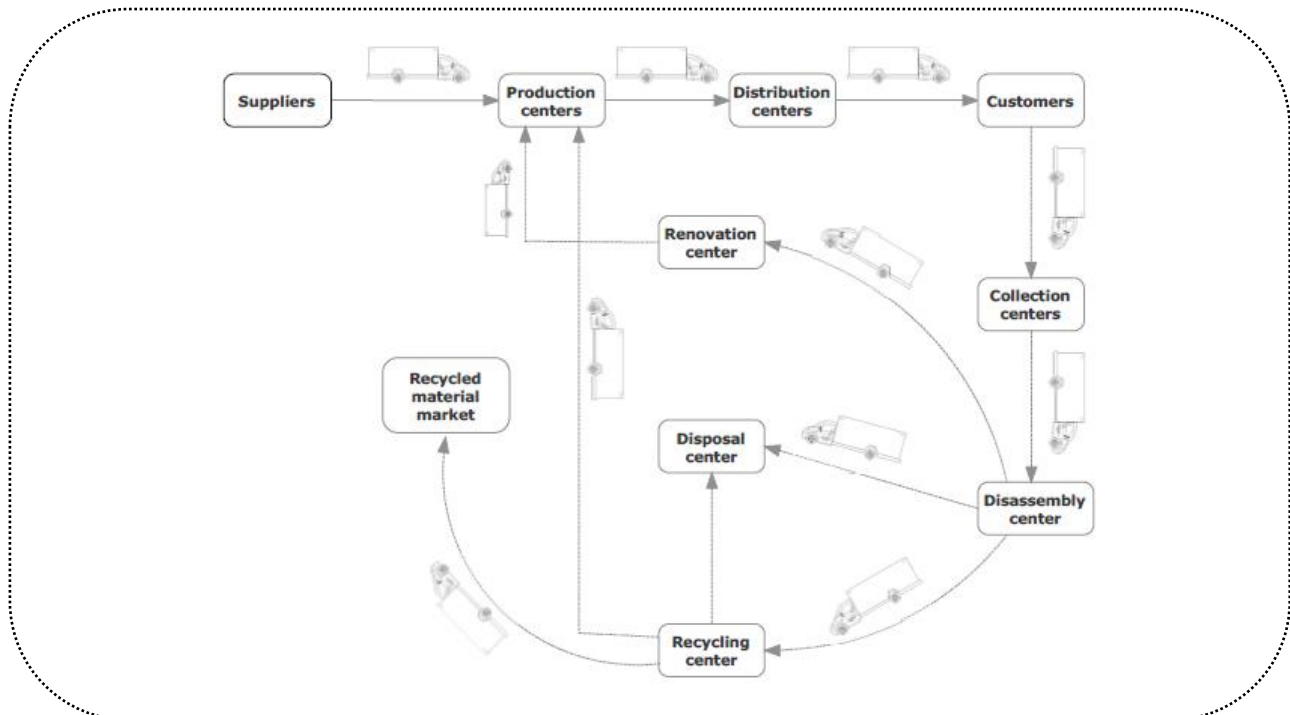 Suppliers
Production
centers
Distribution
centers
Customers
Renovation
center
Collection
centers
Recycled
material
market
Disposal
center
Disassembly
center
Recycling
center